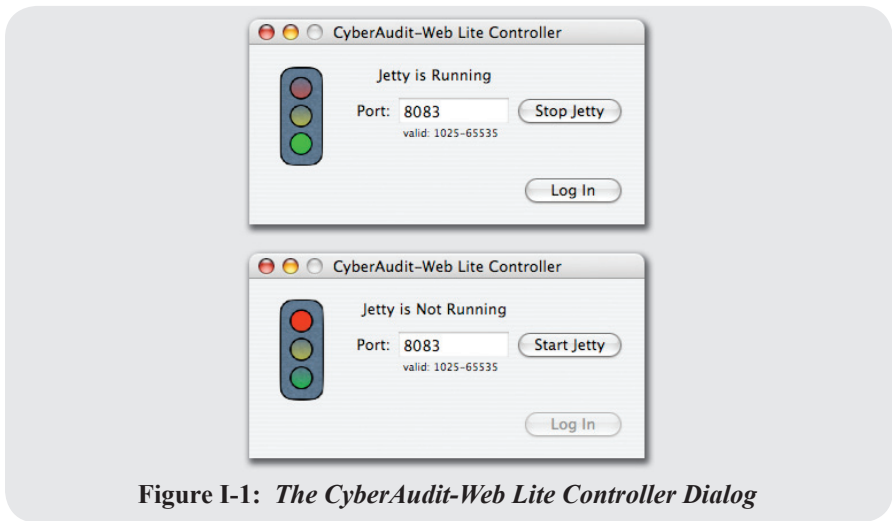 CyberAudit-Web Lite Controller
Jetty is Running
Port: 8083 Stop Jetty
valid: 1025-65535
Log In
CyberAudit-Web Lite Controller
Jetty is Not Running
Port: 8083 Start Jetty
valid: 1025-65535
Log In
Figure I-1: The CyberAudit-Web Lite Controller Dialog